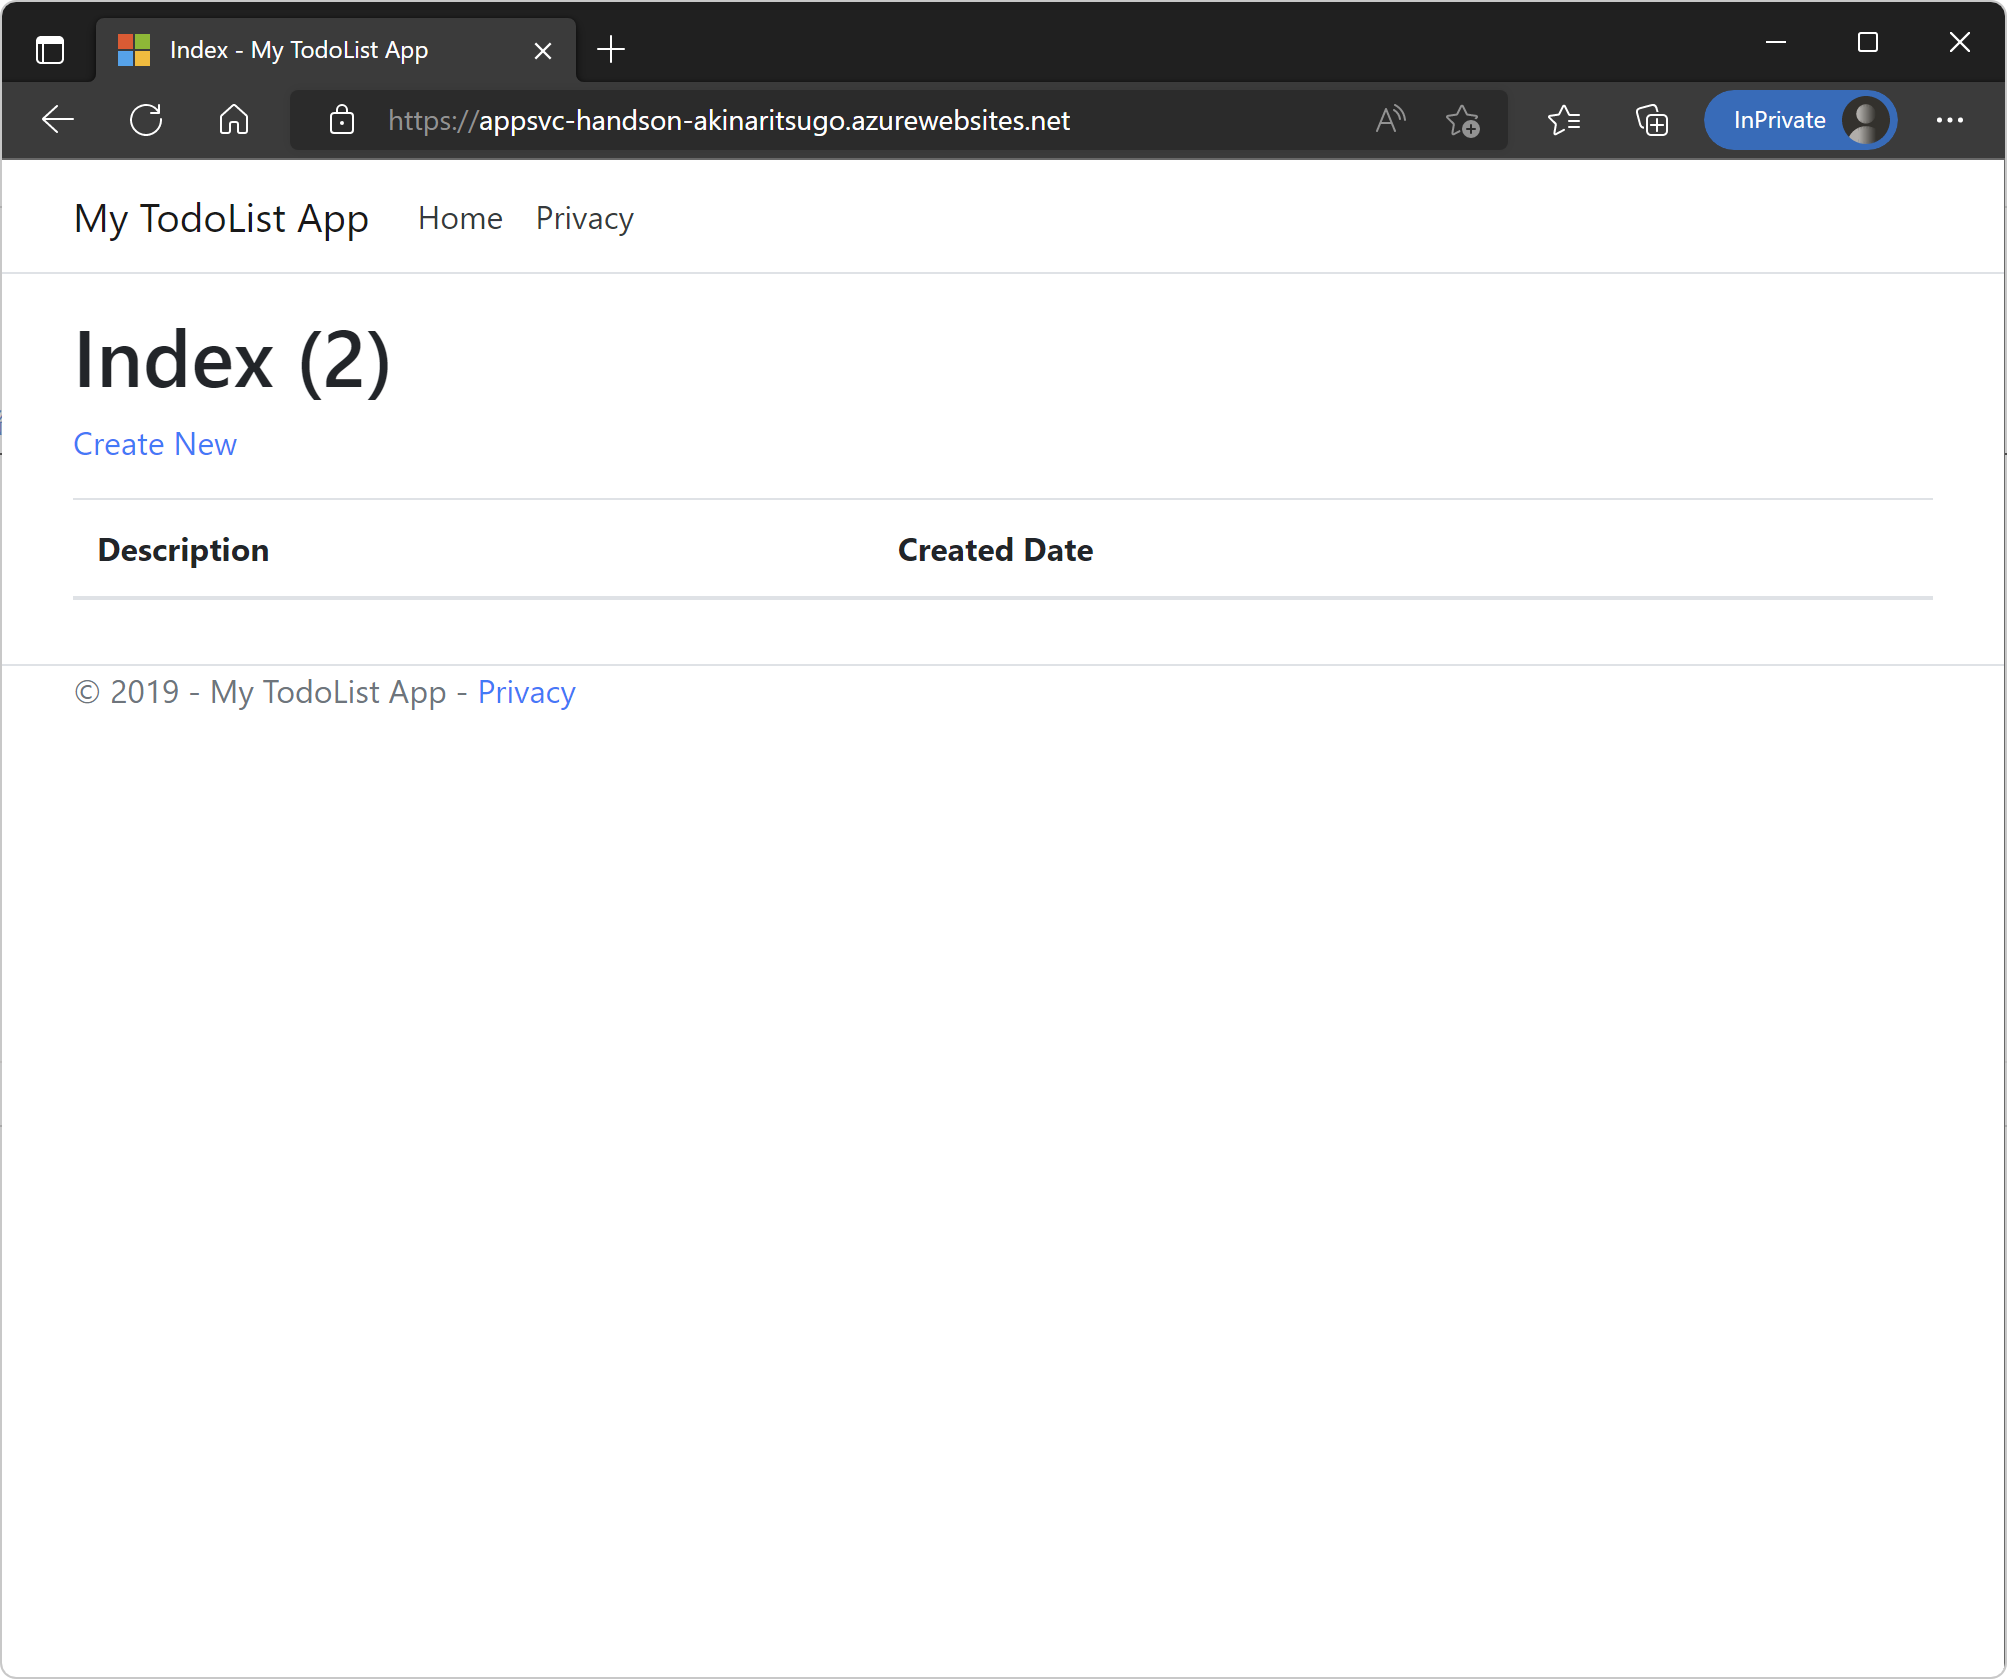 Index - My TodoList App
https://appsvc-handson-akinaritsugo.azurewebsites.net
InPrivate
My TodoList App Home Privacy
Index (2)
Create New
Description Created Date
© 2019 - My TodoList App - Privacy